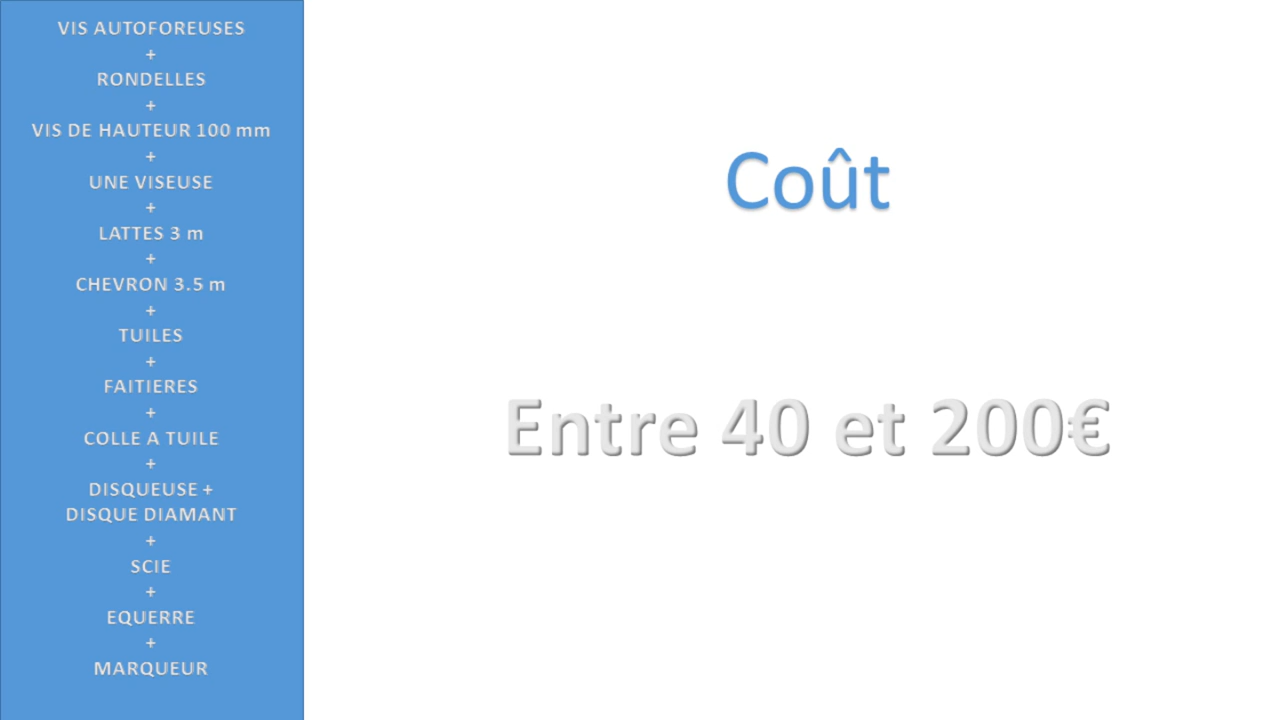 VIS AUTOFOREUSES
+
RONDELLES
+
VIS DE HAUTEUR 100 mm
+
UNE VISEUSE
+
LATTES 3 m
+
CHEVRON 3.5 m
+
TUILES
+
FAITIERES
+
COLLE A TUILE
+
DISQUEUSE +
DISQUE DIAMANT
+
SCIE
+
EQUERRE
+
MARQUEUR
Coût
Entre 40 et 200€